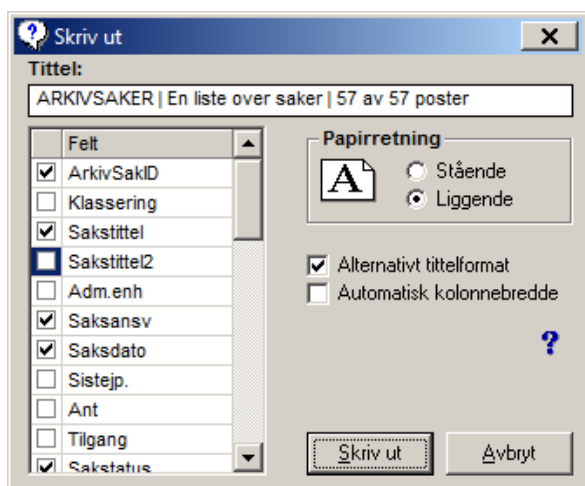 Skriv ut
Tittel:
ARKIVSAKER | En liste over saker | 57 av 57 poster
Felt
ArkivSakID
Klassering
Sakstittel
Sakstittel2
Adm.enh
Saksansv
Saksdato
Sistejp.
Ant
Tilgang
Sakstatus
Papirretning
A
Stående
Liggende
Alternativt tittelformat
Automatisk kolonnebredde
?
Skriv ut
Avbryt